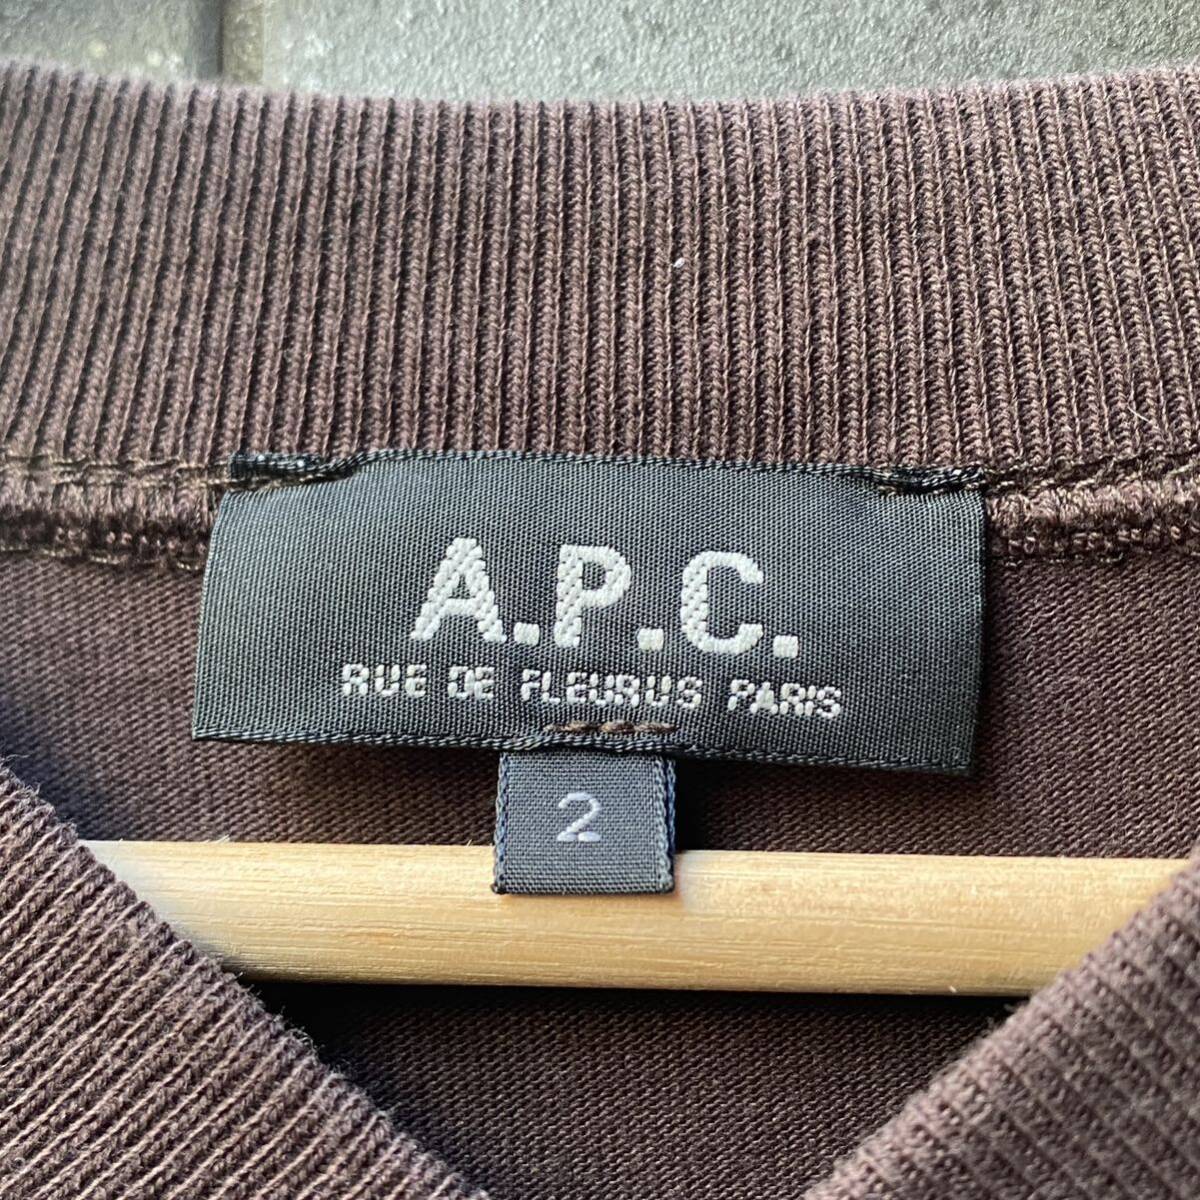 A.P.C.
RUE DE FLEURUS PARIS
2